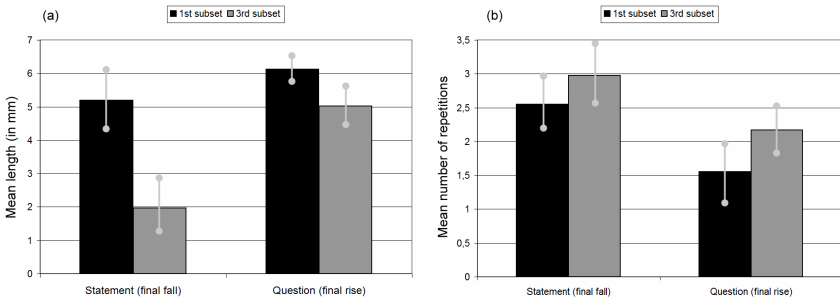 (a)
1st subset 3rd subset
Mean length (in mm)
7
6
5
4
3
2
1
0
Statement (final fall) Question (final rise)
(b)
1st subset 3rd subset
Mean number of repetitions
3,5
3
2,5
2
1,5
1
0,5
0
Statement (final fall) Question (final rise)